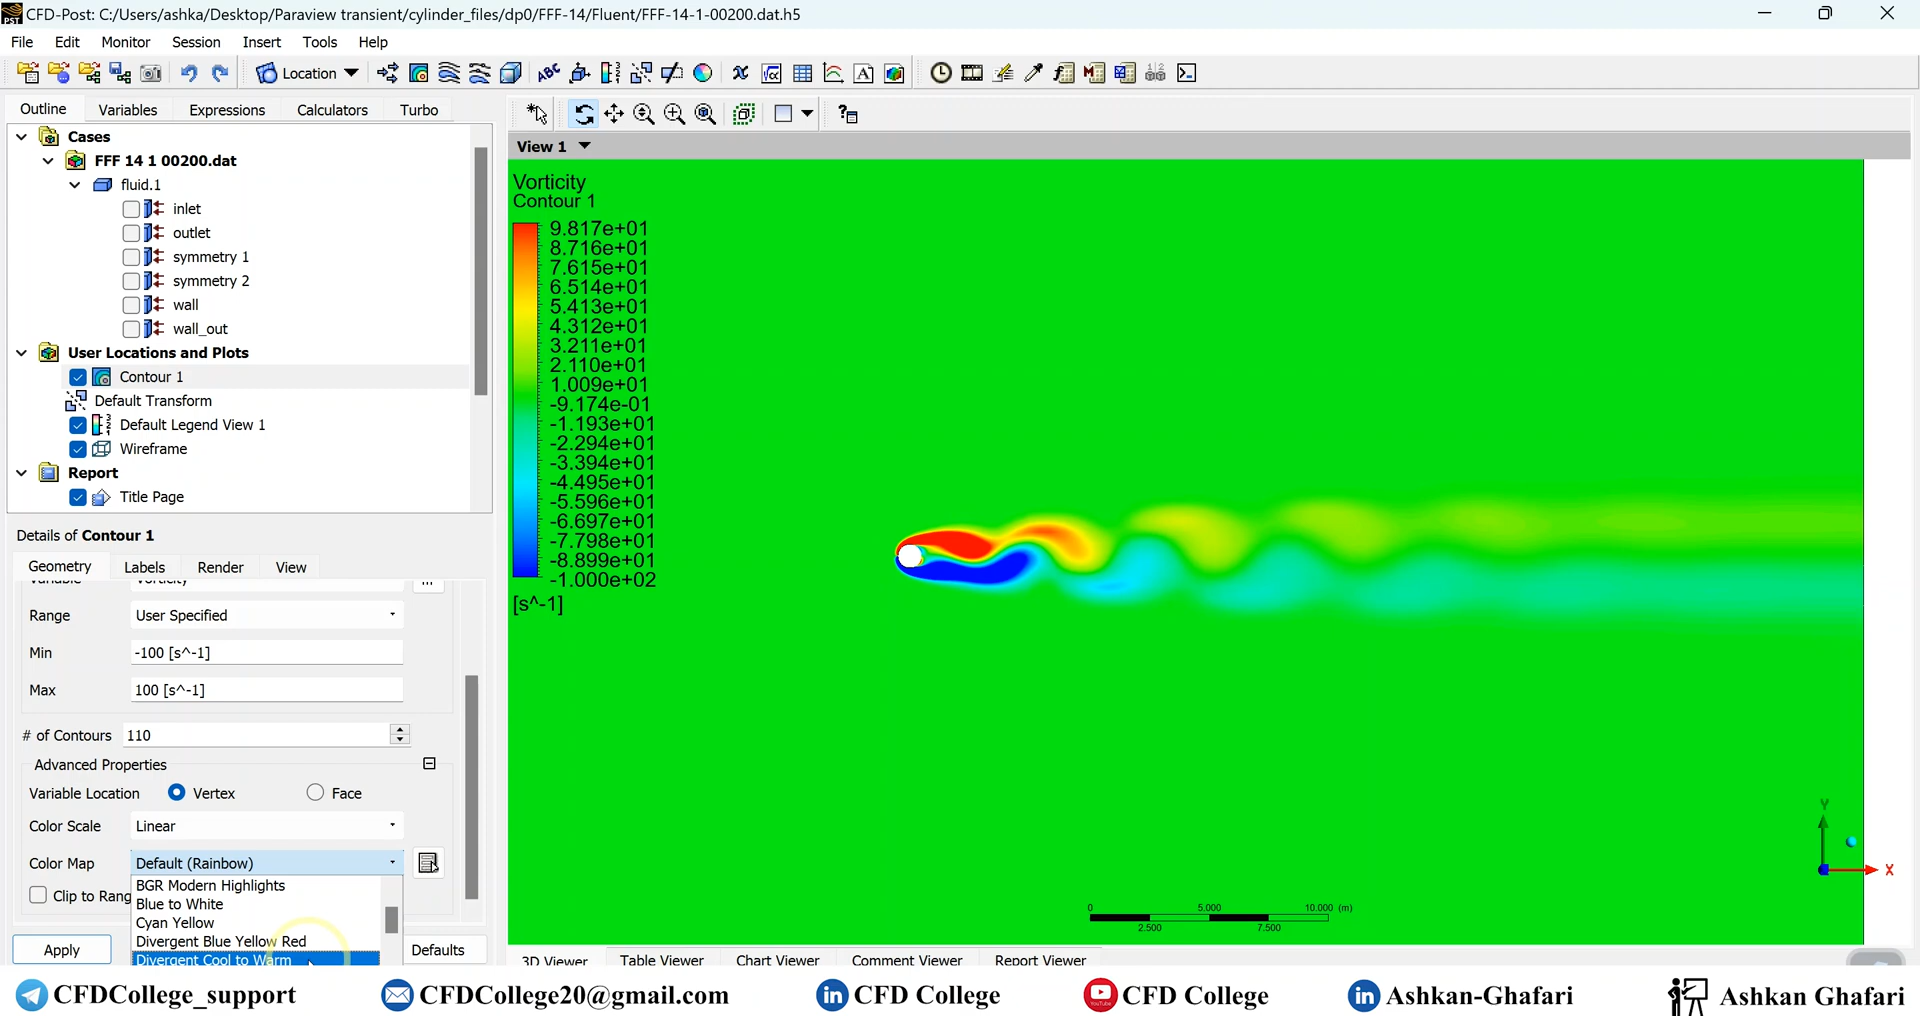 CFD-Post: C:/Users/ashka/Desktop/Paraview transient/cylinder_files/dp0/FFF-14/Fluent/FFF-14-1-00200.dat.h5
File Edit Monitor Session Insert Tools Help
Location
Outline Variables Expressions Calculators Turbo
Cases
FFF 14 1 00200.dat
fluid.1
inlet
outlet
symmetry 1
symmetry 2
wall
wall_out
User Locations and Plots
Contour 1
Default Transform
Default Legend View 1
Wireframe
Report
Title Page
Details of Contour 1
Geometry Labels Render View
Range User Specified
Min -100 [s^-1]
Max 100 [s^-1]
# of Contours 110
Advanced Properties
Variable Location Vertex Face
Color Scale Linear
Color Map Default (Rainbow)
Clip to Rang
BGR Modern Highlights
Blue to White
Cyan Yellow
Divergent Blue Yellow Red
Divergent Cool to Warm
Apply Defaults
View 1
Vorticity
Contour 1
9.817e+01
8.716e+01
7.615e+01
6.514e+01
5.413e+01
4.312e+01
3.211e+01
2.110e+01
1.009e+01
-9.174e-01
-1.193e+01
-2.294e+01
-3.394e+01
-4.495e+01
-5.596e+01
-6.697e+01
-7.798e+01
-8.899e+01
-1.000e+02
[s^-1]
Y
X
0 5.000 10.000 (m)
2.500 7.500
3D Viewer Table Viewer Chart Viewer Comment Viewer Report Viewer
CFDCollege_support CFDCollege20@gmail.com CFD College CFD College Ashkan-Ghafari Ashkan Ghafari